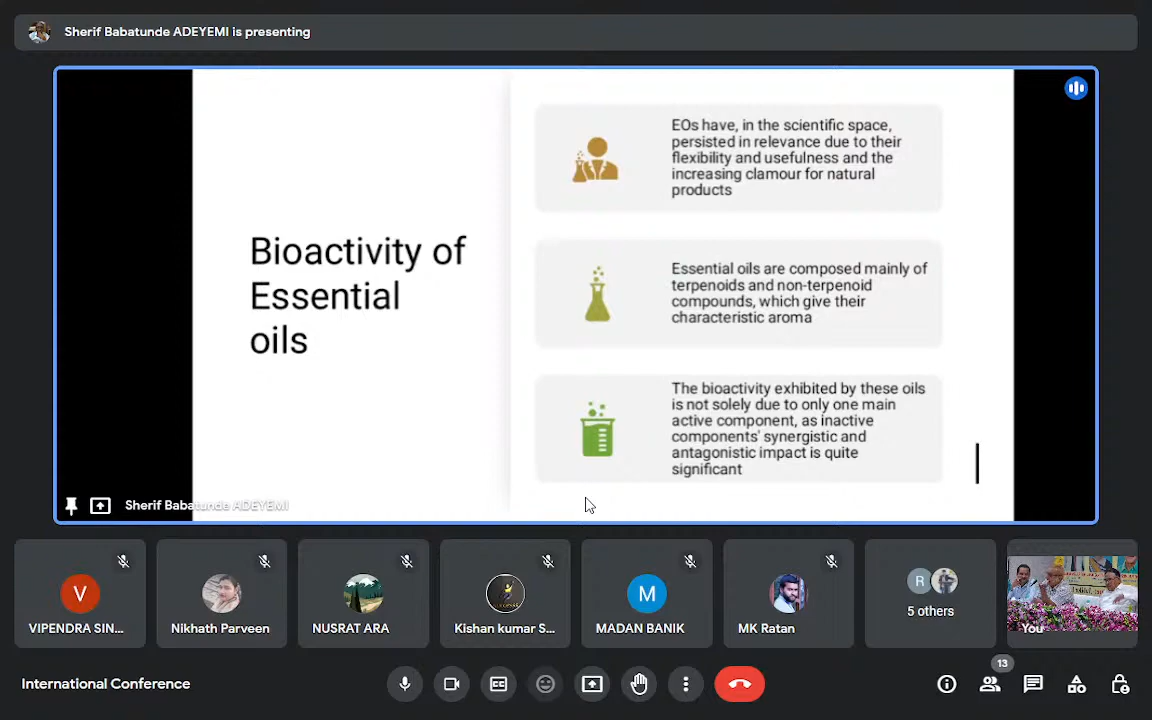 Sherif Babatunde ADEYEMI is presenting
Bioactivity of
Essential
oils
EOs have, in the scientific space,
persisted in relevance due to their
flexibility and usefulness and the
increasing clamour for natural
products
Essential oils are composed mainly of
terpenoids and non-terpenoid
compounds, which give their
characteristic aroma
The bioactivity exhibited by these oils
is not solely due to only one main
active component, as inactive
components' synergistic and
antagonistic impact is quite
significant
Sherif Babatunde ADEYEMI
V
VIPENDRA SIN...
Nikhath Parveen
NUSRAT ARA
Kishan kumar S...
M
MADAN BANIK
MK Ratan
R
5 others
You
International Conference
13